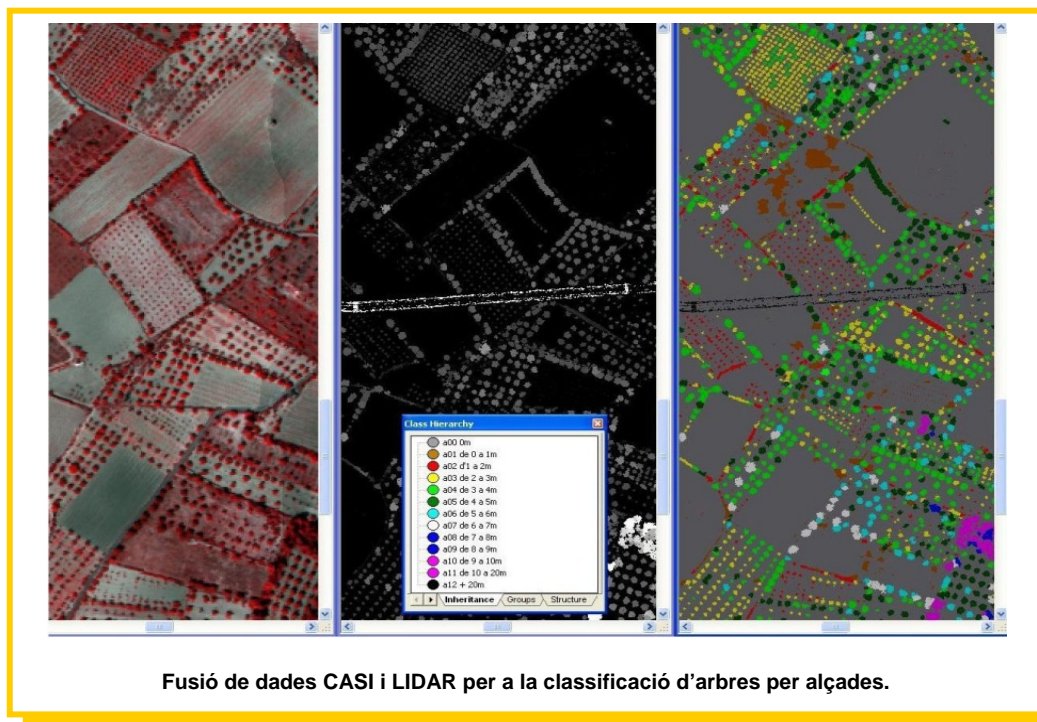 Class Hierarchy
a00 0m
a01 de 0 a 1m
a02 d'1 a 2m
a03 de 2 a 3m
a04 de 3 a 4m
a05 de 4 a 5m
a06 de 5 a 6m
a07 de 6 a 7m
a08 de 7 a 8m
a09 de 8 a 9m
a10 de 9 a 10m
a11 de 10 a 20m
a12 + 20m
Inheritance Groups Structure
Fusió de dades CASI i LIDAR per a la classificació d'arbres per alçades.